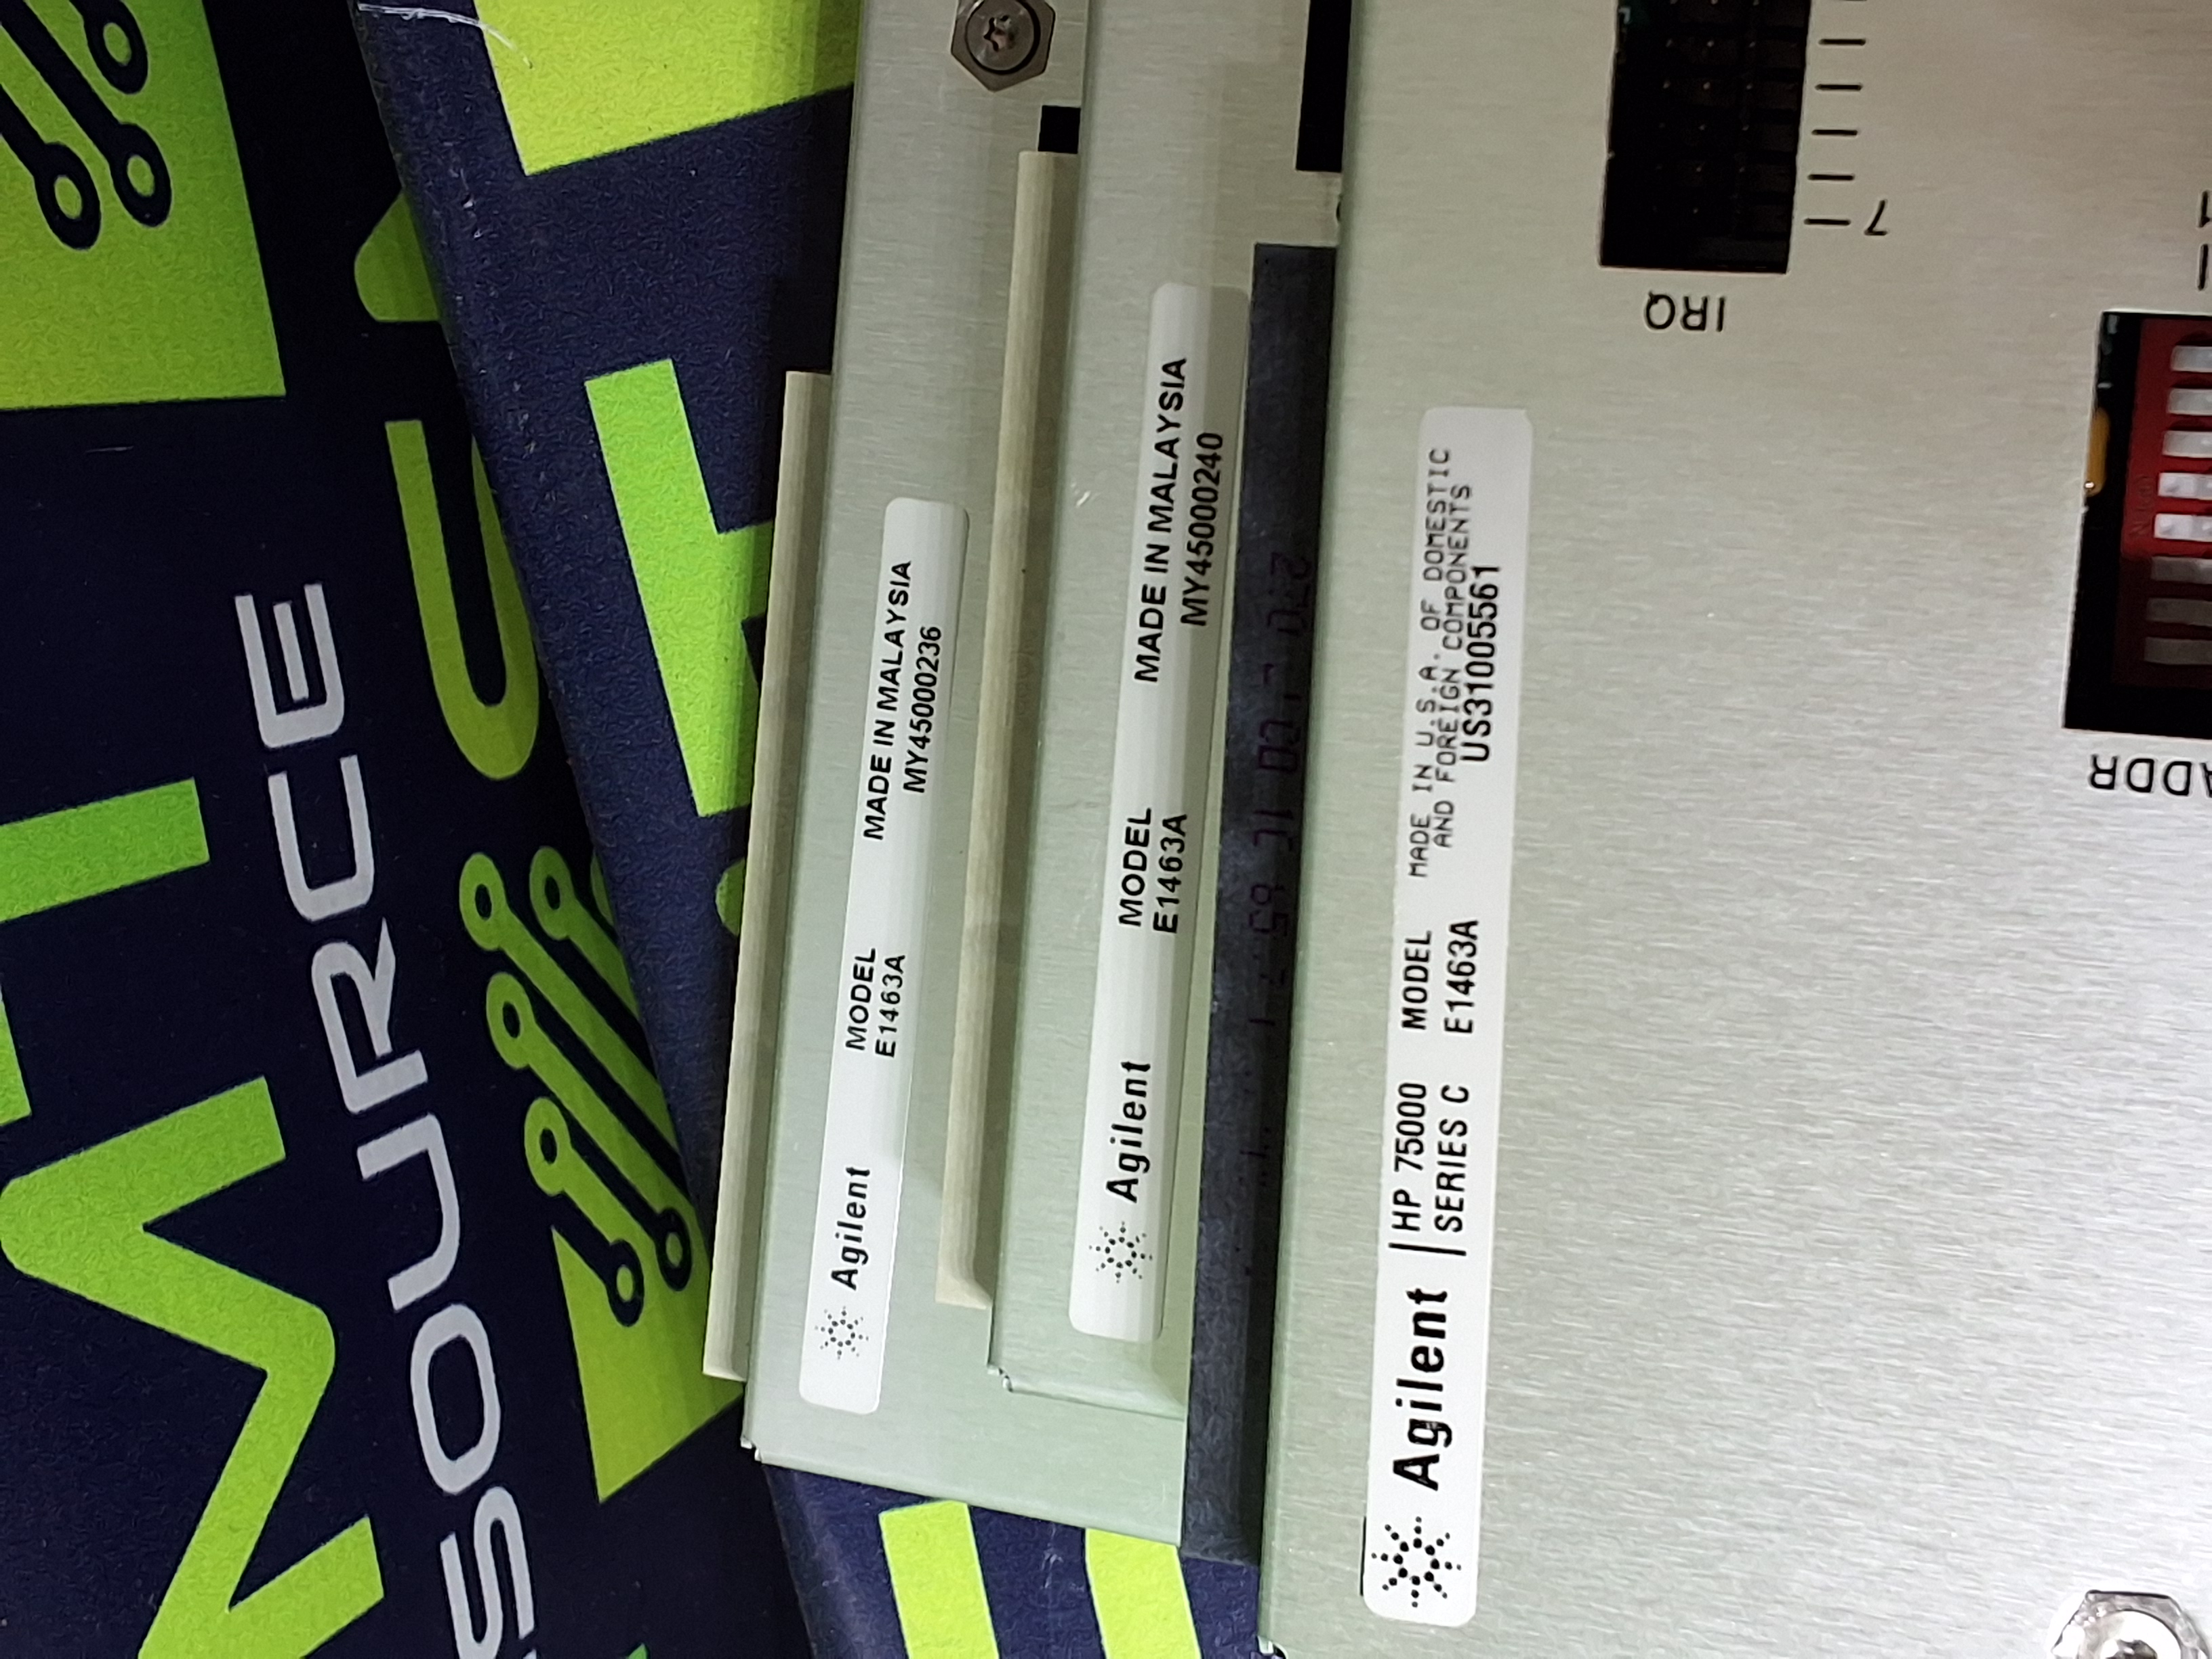 SOURCE
Agilent
MODEL
E1463A
MADE IN MALAYSIA
MY45000236
Agilent
MODEL
E1463A
MADE IN MALAYSIA
MY45000240
Agilent
HP 75000
SERIES C
MODEL
E1463A
MADE IN U.S.A. OF DOMESTIC
AND FOREIGN COMPONENTS
US31005561
7
IRQ
ADDR